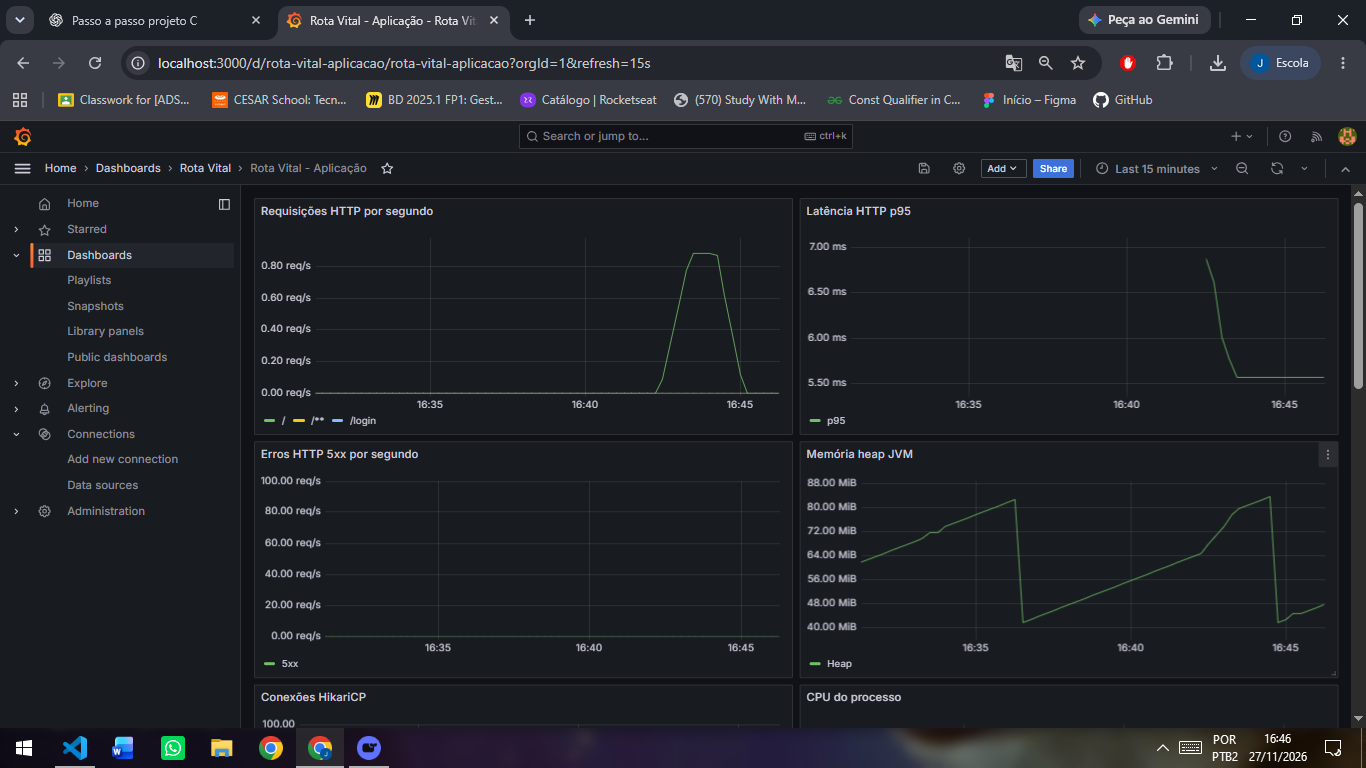 Passo a passo projeto C
Rota Vital - Aplicação - Rota Vit
Peça ao Gemini
localhost:3000/d/rota-vital-aplicacao/rota-vital-aplicacao?orgId=1&refresh=15s
J Escola
Classwork for [ADS...
CESAR School: Tecn...
BD 2025.1 FP1: Gest...
Catálogo | Rocketseat
(570) Study With M...
Const Qualifier in C...
Início – Figma
GitHub
Search or jump to...
ctrl+k
Home › Dashboards › Rota Vital › Rota Vital - Aplicação
Add
Share
Last 15 minutes
Home
Starred
Dashboards
Playlists
Snapshots
Library panels
Public dashboards
Explore
Alerting
Connections
Add new connection
Data sources
Administration
Requisições HTTP por segundo
0.80 req/s
0.60 req/s
0.40 req/s
0.20 req/s
0.00 req/s
16:35 16:40 16:45
/ /** /login
Latência HTTP p95
7.00 ms
6.50 ms
6.00 ms
5.50 ms
16:35 16:40 16:45
p95
Erros HTTP 5xx por segundo
100.00 req/s
80.00 req/s
60.00 req/s
40.00 req/s
20.00 req/s
0.00 req/s
16:35 16:40 16:45
5xx
Memória heap JVM
88.00 MiB
80.00 MiB
72.00 MiB
64.00 MiB
56.00 MiB
48.00 MiB
40.00 MiB
16:35 16:40 16:45
Heap
Conexões HikariCP
100.00
CPU do processo
POR
PTB2
16:46
27/11/2026